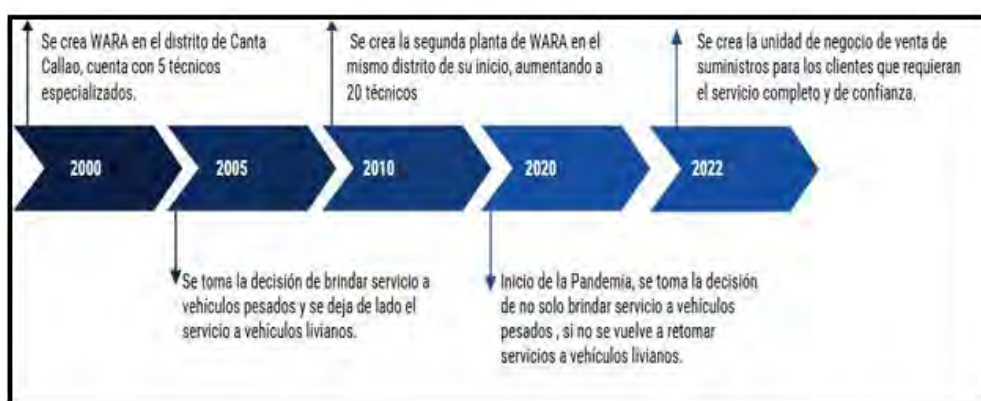 Se crea WARA en el distrito de Canta
Callao, cuenta con 5 técnicos
especializados.
Se crea la segunda planta de WARA en el
mismo distrito de su inicio, aumentando a
20 técnicos
Se crea la unidad de negocio de venta de
suministros para los clientes que requieran
el servicio completo y de confianza.
2000
2005
2010
2020
2022
Se toma la decisión de brindar servicio a
vehículos pesados y se deja de lado el
servicio a vehículos livianos.
Inicio de la Pandemia, se toma la decisión
de no solo brindar servicio a vehículos
pesados , si no se vuelve a retomar
servicios a vehículos livianos.